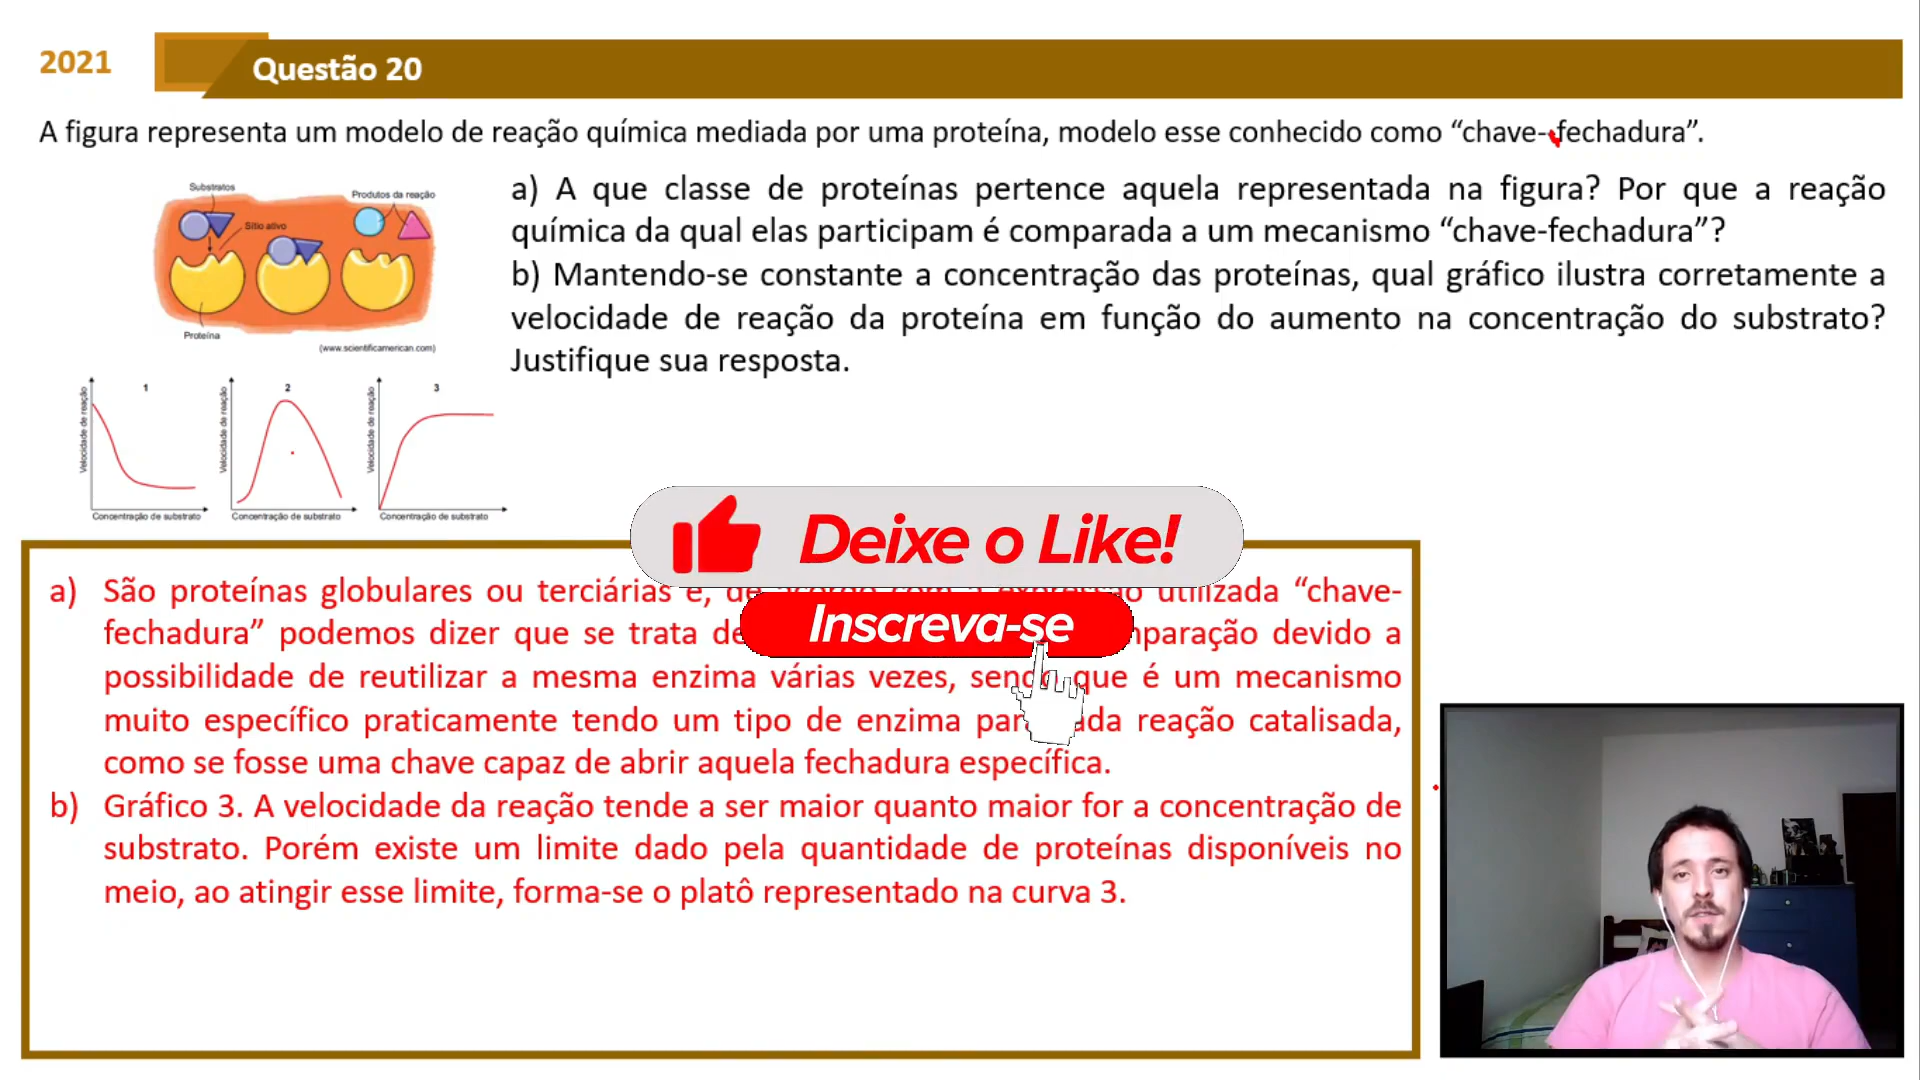 2021
Questão 20
A figura representa um modelo de reação química mediada por uma proteína, modelo esse conhecido como “chave-fechadura”.
Substratos
Produtos da reação
Sítio ativo
Proteína
(www.scientificamerican.com)
a) A que classe de proteínas pertence aquela representada na figura? Por que a reação
química da qual elas participam é comparada a um mecanismo “chave-fechadura”?
b) Mantendo-se constante a concentração das proteínas, qual gráfico ilustra corretamente a
velocidade de reação da proteína em função do aumento na concentração do substrato?
Justifique sua resposta.
1
Velocidade de reação
Concentração de substrato
2
Velocidade de reação
Concentração de substrato
3
Velocidade de reação
Concentração de substrato
Deixe o Like!
Inscreva-se
a) São proteínas globulares ou terciárias e, de acordo com a expressão utilizada “chave-
fechadura” podemos dizer que se trata de mparação devido a
possibilidade de reutilizar a mesma enzima várias vezes, sendo que é um mecanismo
muito específico praticamente tendo um tipo de enzima para cada reação catalisada,
como se fosse uma chave capaz de abrir aquela fechadura específica.
b) Gráfico 3. A velocidade da reação tende a ser maior quanto maior for a concentração de
substrato. Porém existe um limite dado pela quantidade de proteínas disponíveis no
meio, ao atingir esse limite, forma-se o platô representado na curva 3.